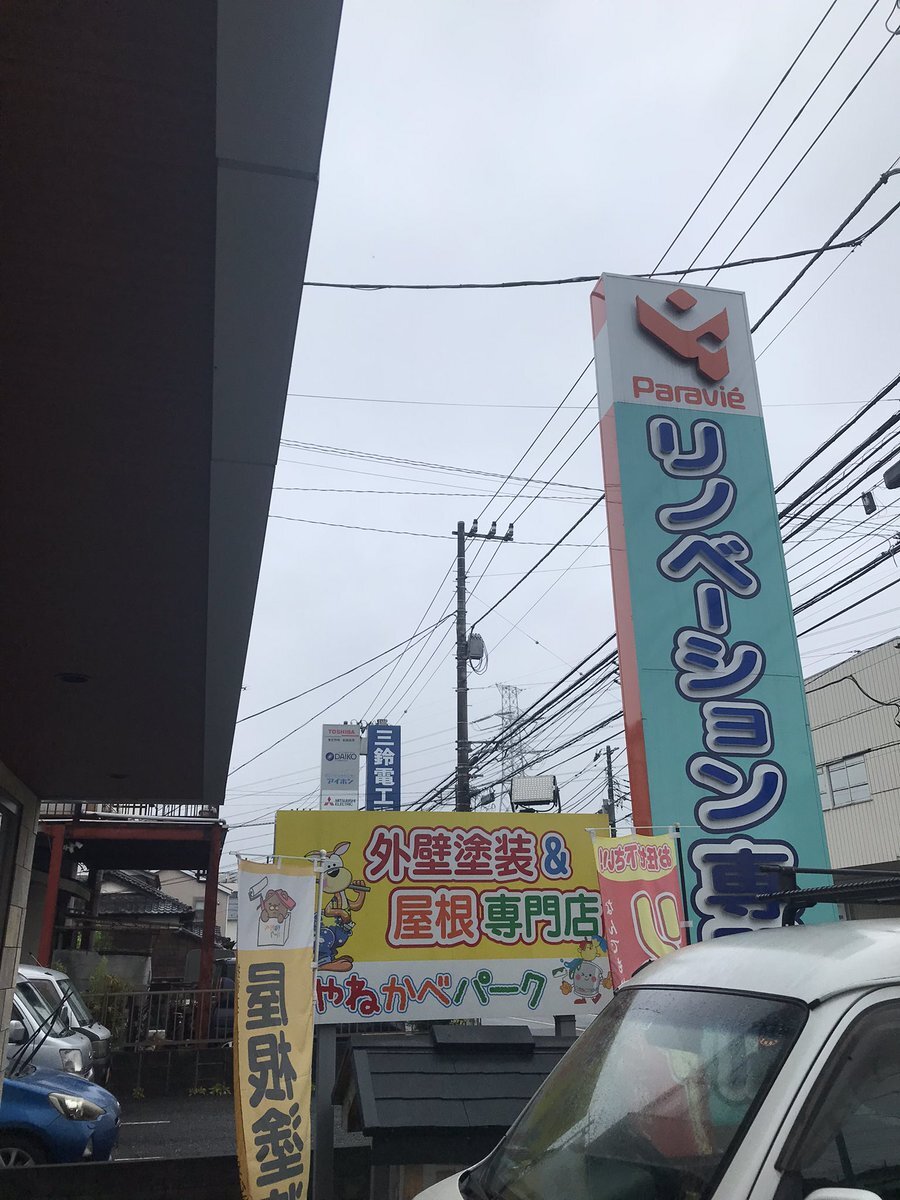 Paravié
リノベーション専
TOSHIBA
DAIKO
アイホン
MITSUBISHI
ELECTRIC
三鈴電工
外壁塗装&
屋根専門店
やねかべパーク
屋根塗